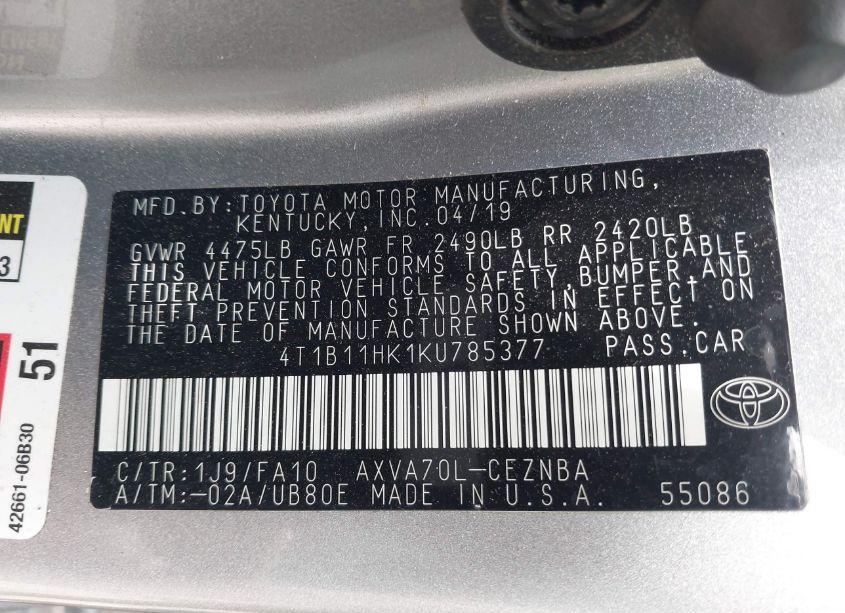 MFD.BY:TOYOTA MOTOR MANUFACTURING,
KENTUCKY,INC.04/19
GVWR 4475LB GAWR FR 2490LB RR 2420LB
THIS VEHICLE CONFORMS TO ALL APPLICABLE
FEDERAL MOTOR VEHICLE SAFETY,BUMPER,AND
THEFT PREVENTION STANDARDS IN EFFECT ON
THE DATE OF MANUFACTURE SHOWN ABOVE.
4T1B11HK1KU785377 PASS.CAR
C/TR:1J9/FA10 AXVA70L-CEZNBA
A/TM:-02A/UB80E MADE IN U.S.A. 55086
NT
3
51
42661-06B30